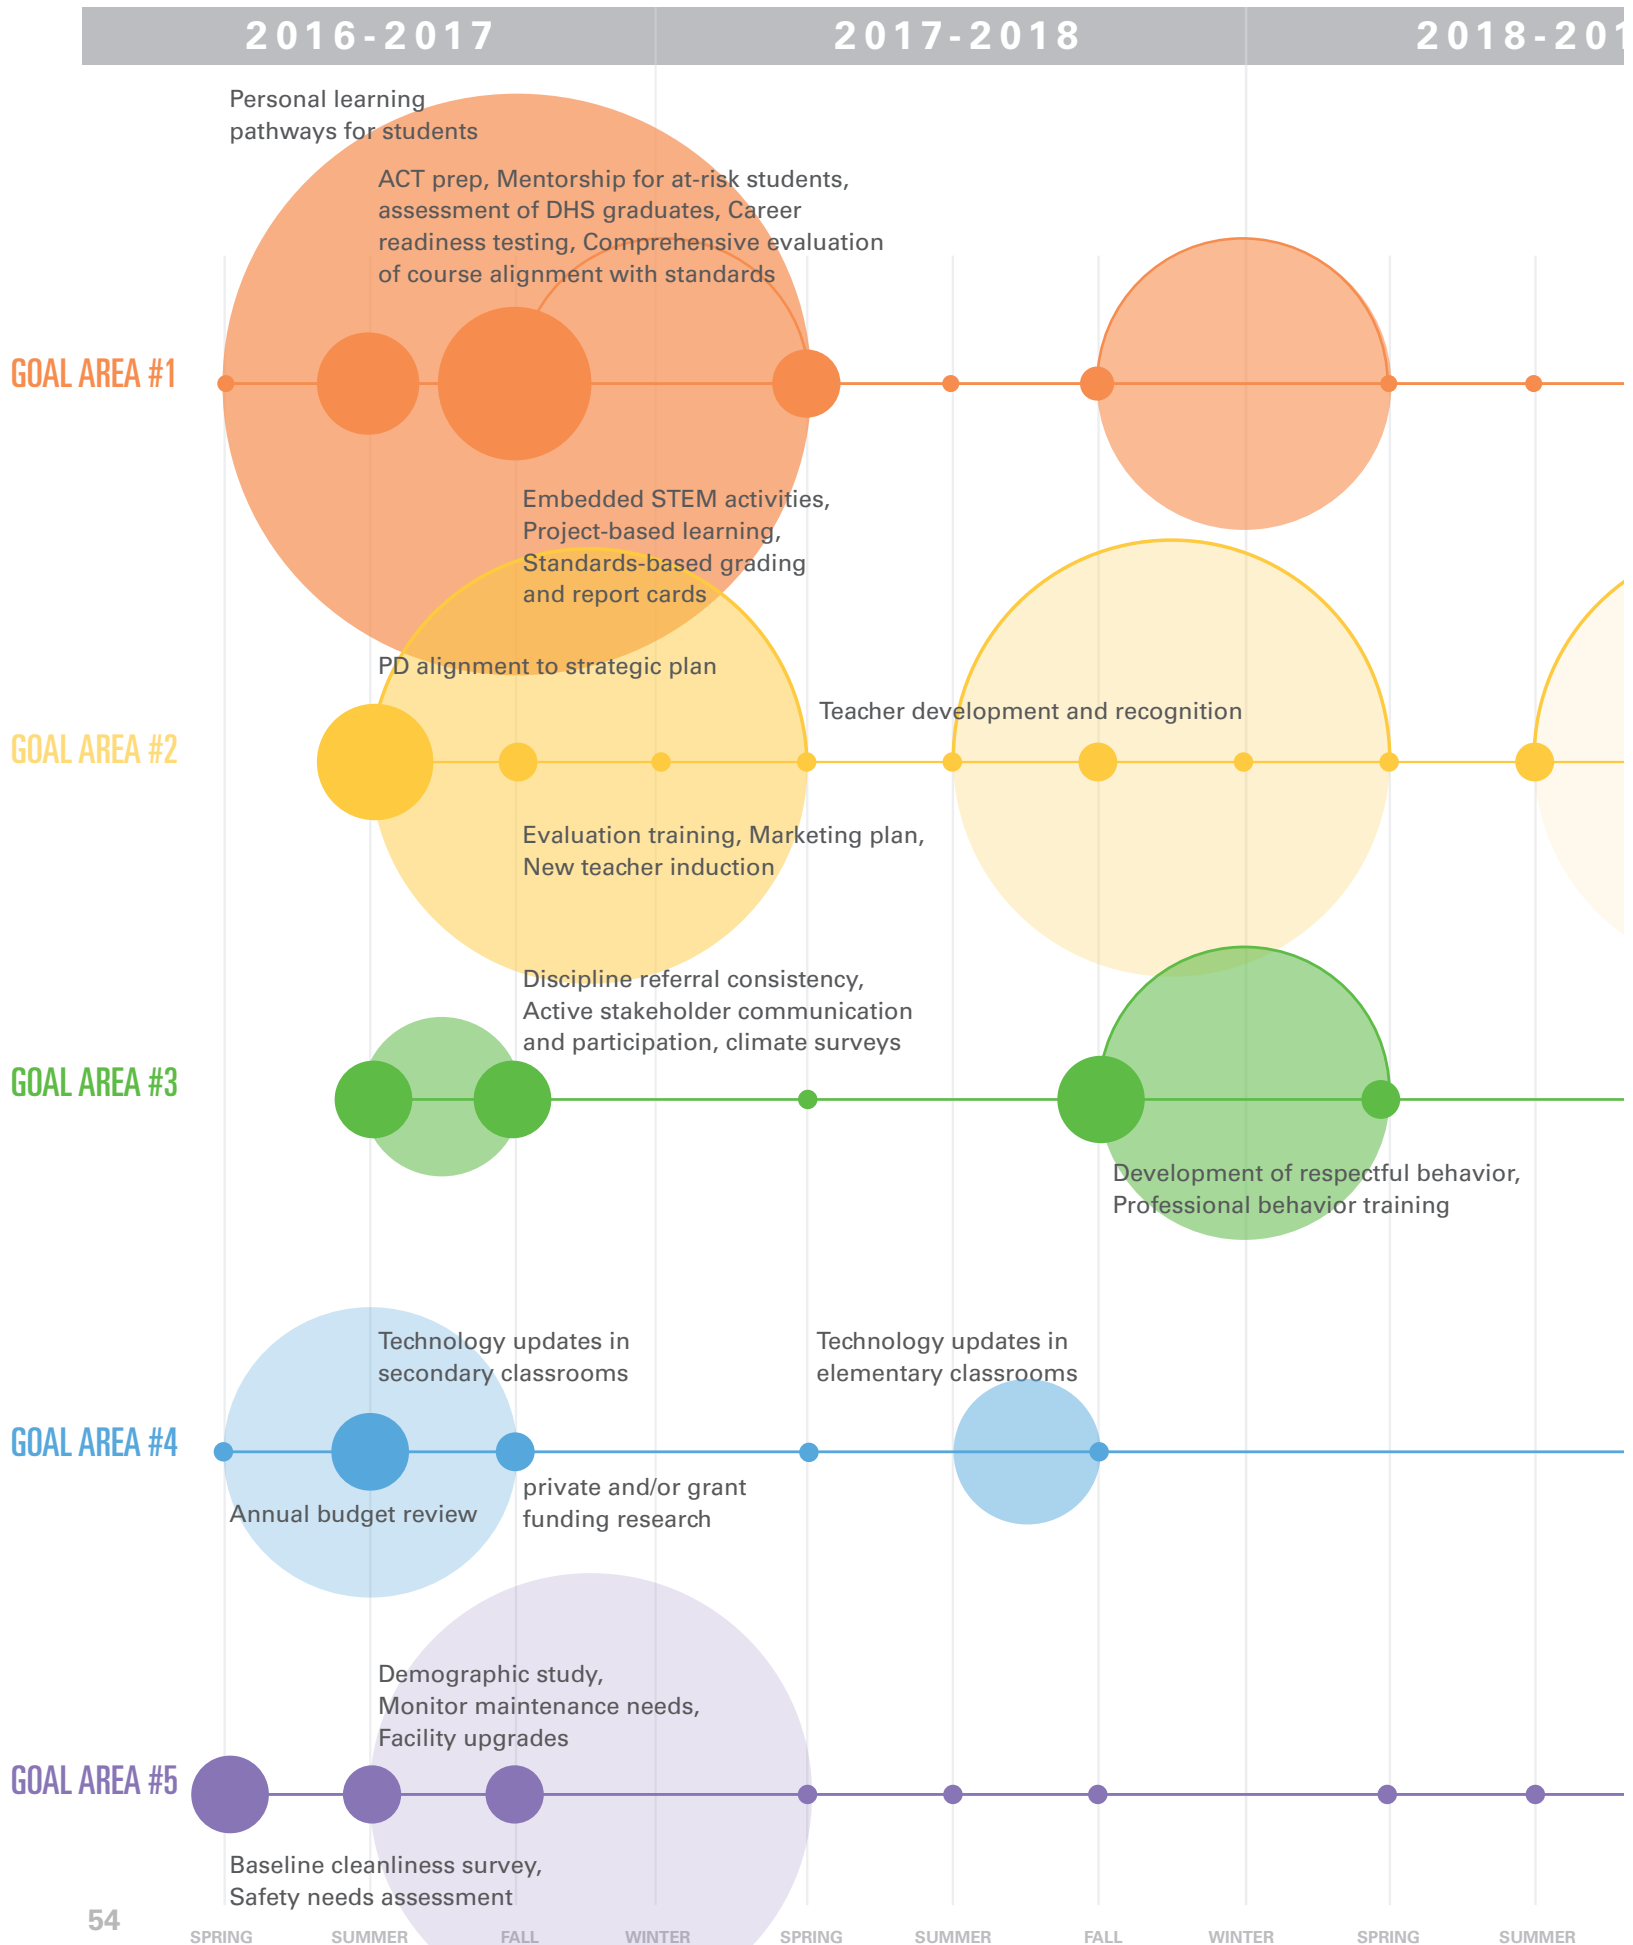 2016-2017
2017-2018
2018-201
Personal learning
pathways for students
ACT prep, Mentorship for at-risk students,
assessment of DHS graduates, Career
readiness testing, Comprehensive evaluation
of course alignment with standards
GOAL AREA #1
Embedded STEM activities,
Project-based learning,
Standards-based grading
and report cards
PD alignment to strategic plan
Teacher development and recognition
GOAL AREA #2
Evaluation training, Marketing plan,
New teacher induction
Discipline referral consistency,
Active stakeholder communication
and participation, climate surveys
GOAL AREA #3
Development of respectful behavior,
Professional behavior training
Technology updates in
secondary classrooms
Technology updates in
elementary classrooms
GOAL AREA #4
Annual budget review
private and/or grant
funding research
Demographic study,
Monitor maintenance needs,
Facility upgrades
GOAL AREA #5
Baseline cleanliness survey,
Safety needs assessment
54
SPRING
SUMMER
FALL
WINTER
SPRING
SUMMER
FALL
WINTER
SPRING
SUMMER